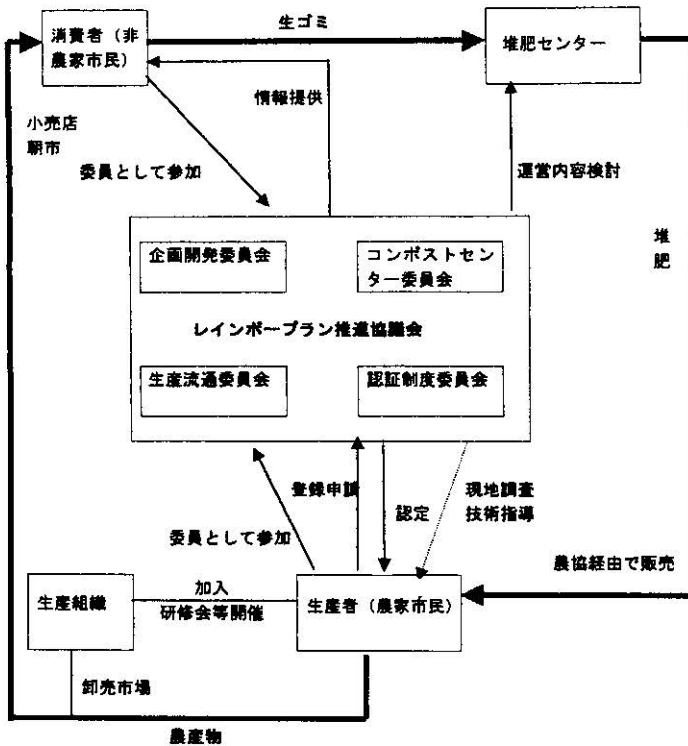 生ゴミ
消費者（非
農家市民）
堆肥センター
情報提供
小売店
朝市
委員として参加
運営内容検討
堆
肥
企画開発委員会
コンポストセン
ター委員会
レインボープラン推進協議会
生産流通委員会
認証制度委員会
登録申請
認定
現地調査
技術指導
委員として参加
農協経由で販売
生産組織
加入
研修会等開催
生産者（農家市民）
卸売市場
農産物